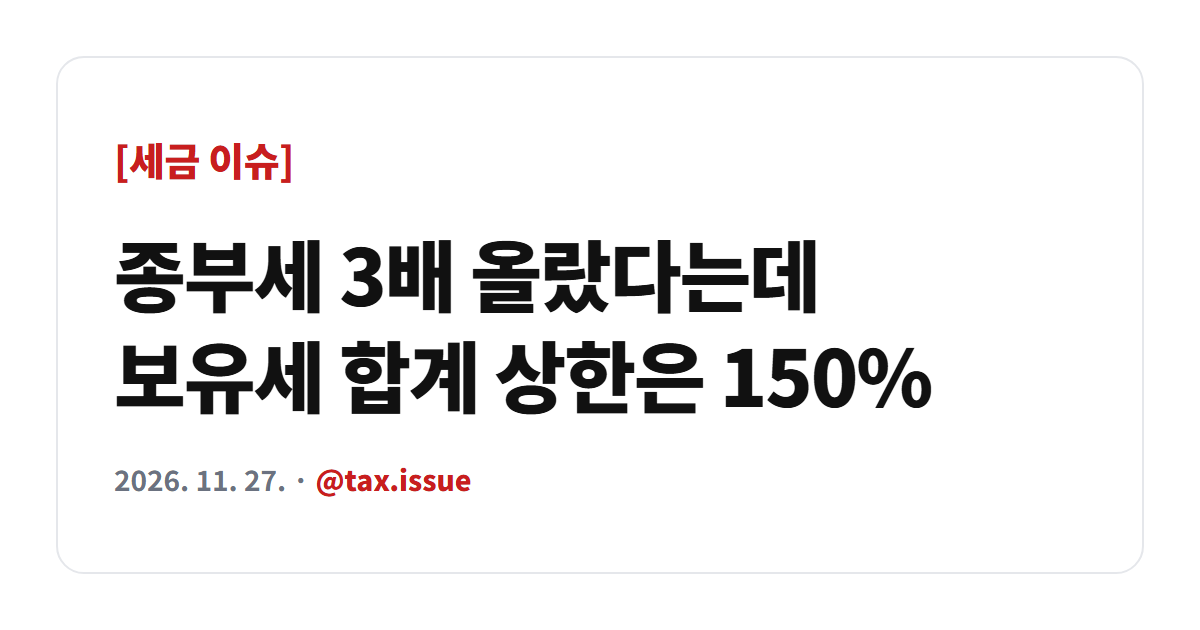 [세금 이슈]
종부세 3배 올랐다는데
보유세 합계 상한은 150%
2026. 11. 27. · @tax.issue